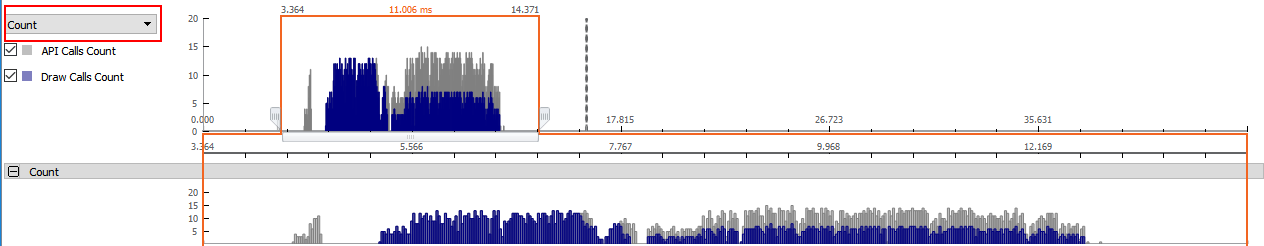 3.364 11.006 ms 14.371
Count
API Calls Count
Draw Calls Count
20
15
10
5
0
0.000 17.815 26.723 35.631
3.364 5.566 7.767 9.968 12.169
Count
20
15
10
5